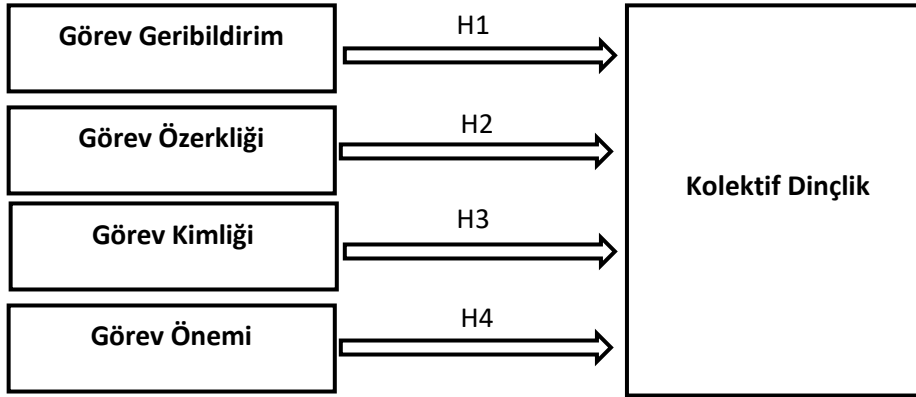 Görev Geribildirim
H1
Görev Özerkliği
H2
Kolektif Dinçlik
Görev Kimliği
H3
Görev Önemi
H4